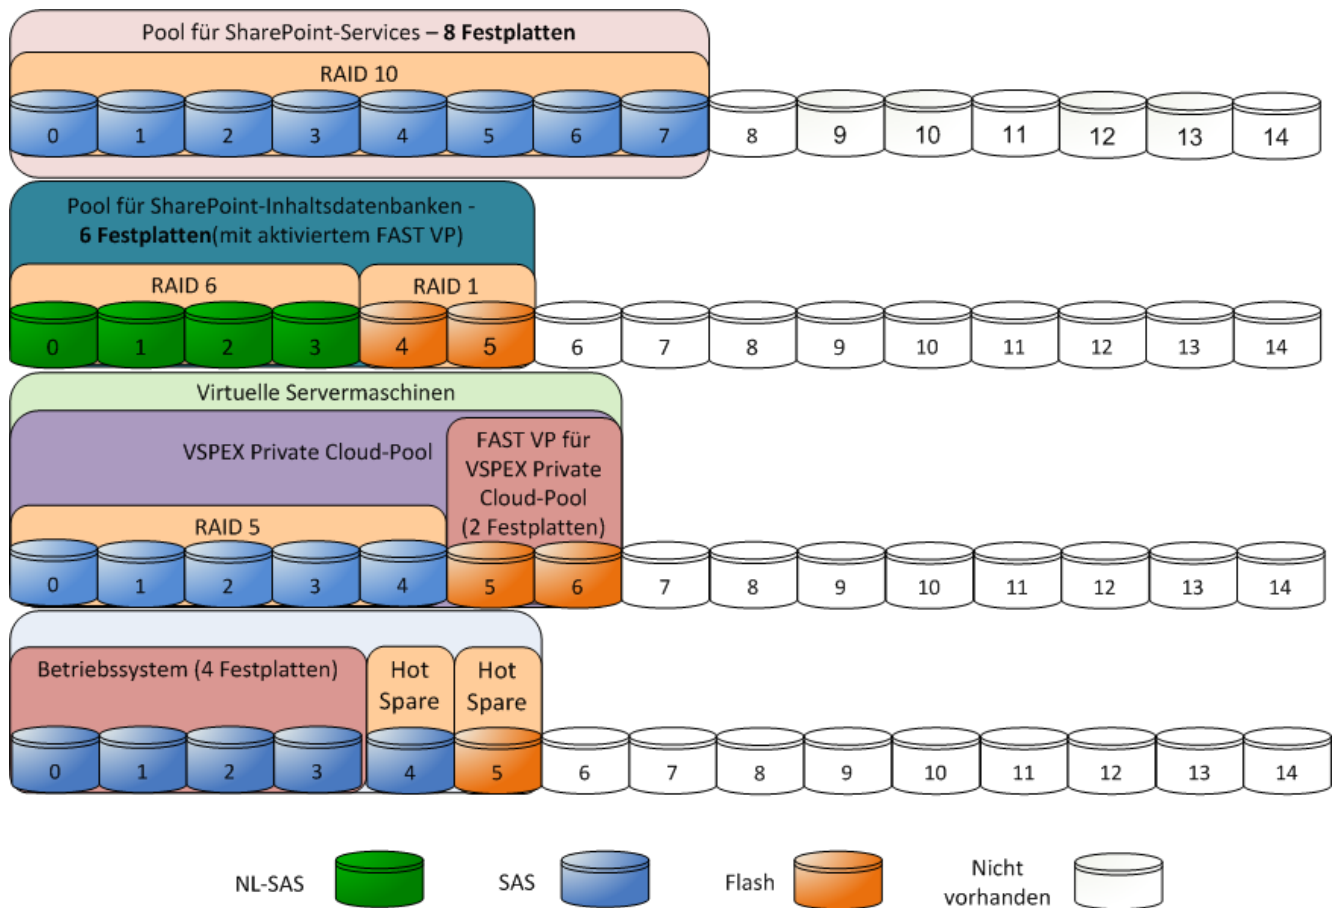 Pool für SharePoint-Services – 8 Festplatten
RAID 10
0 1 2 3 4 5 6 7 8 9 10 11 12 13 14
Pool für SharePoint-Inhaltsdatenbanken -
6 Festplatten(mit aktiviertem FAST VP)
RAID 6 RAID 1
0 1 2 3 4 5 6 7 8 9 10 11 12 13 14
Virtuelle Servermaschinen
VSPEX Private Cloud-Pool
FAST VP für
VSPEX Private
Cloud-Pool
(2 Festplatten)
RAID 5
0 1 2 3 4 5 6 7 8 9 10 11 12 13 14
Betriebssystem (4 Festplatten)
Hot
Spare
Hot
Spare
0 1 2 3 4 5 6 7 8 9 10 11 12 13 14
NL-SAS
SAS
Flash
Nicht
vorhanden